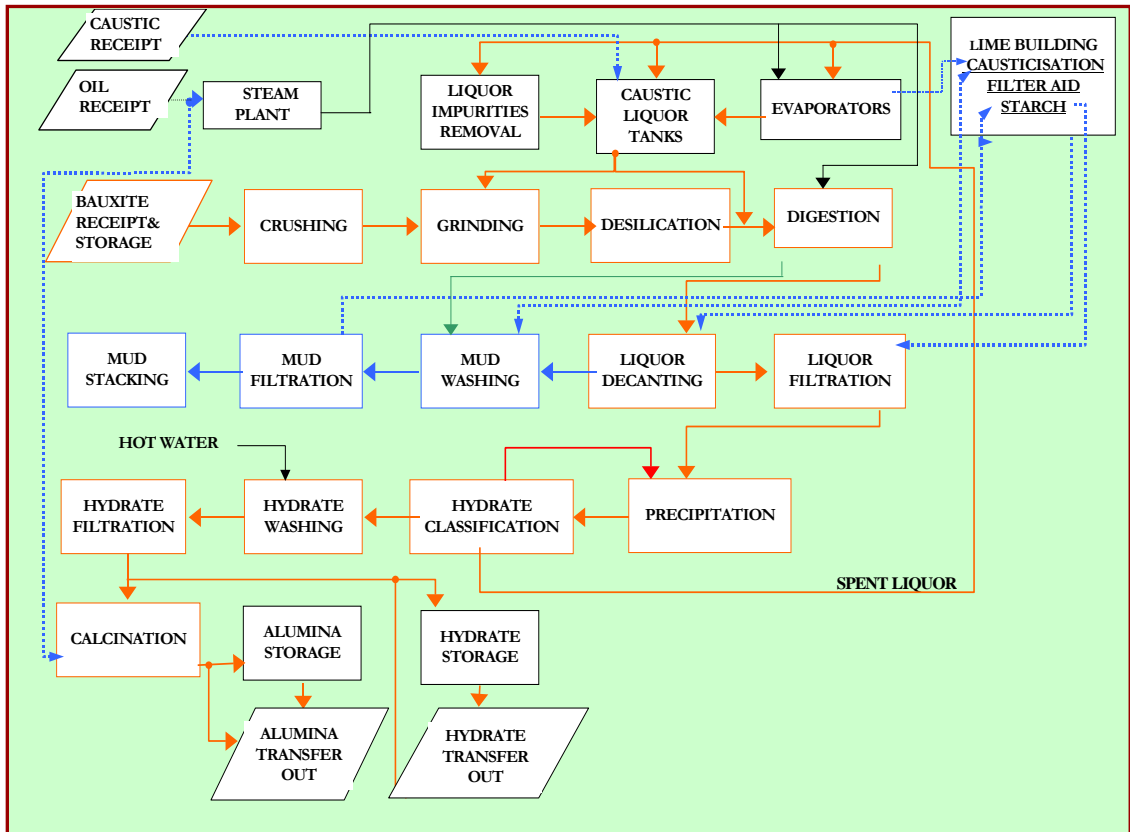 CAUSTIC
RECEIPT
OIL
RECEIPT
STEAM
PLANT
LIQUOR
IMPURITIES
REMOVAL
CAUSTIC
LIQUOR
TANKS
EVAPORATORS
LIME BUILDING
CAUSTICISATION
FILTER AID
STARCH
BAUXITE
RECEIPT&
STORAGE
CRUSHING
GRINDING
DESILICATION
DIGESTION
MUD
STACKING
MUD
FILTRATION
MUD
WASHING
LIQUOR
DECANTING
LIQUOR
FILTRATION
HOT WATER
HYDRATE
FILTRATION
HYDRATE
WASHING
HYDRATE
CLASSIFICATION
PRECIPITATION
SPENT LIQUOR
CALCINATION
ALUMINA
STORAGE
HYDRATE
STORAGE
ALUMINA
TRANSFER
OUT
HYDRATE
TRANSFER
OUT